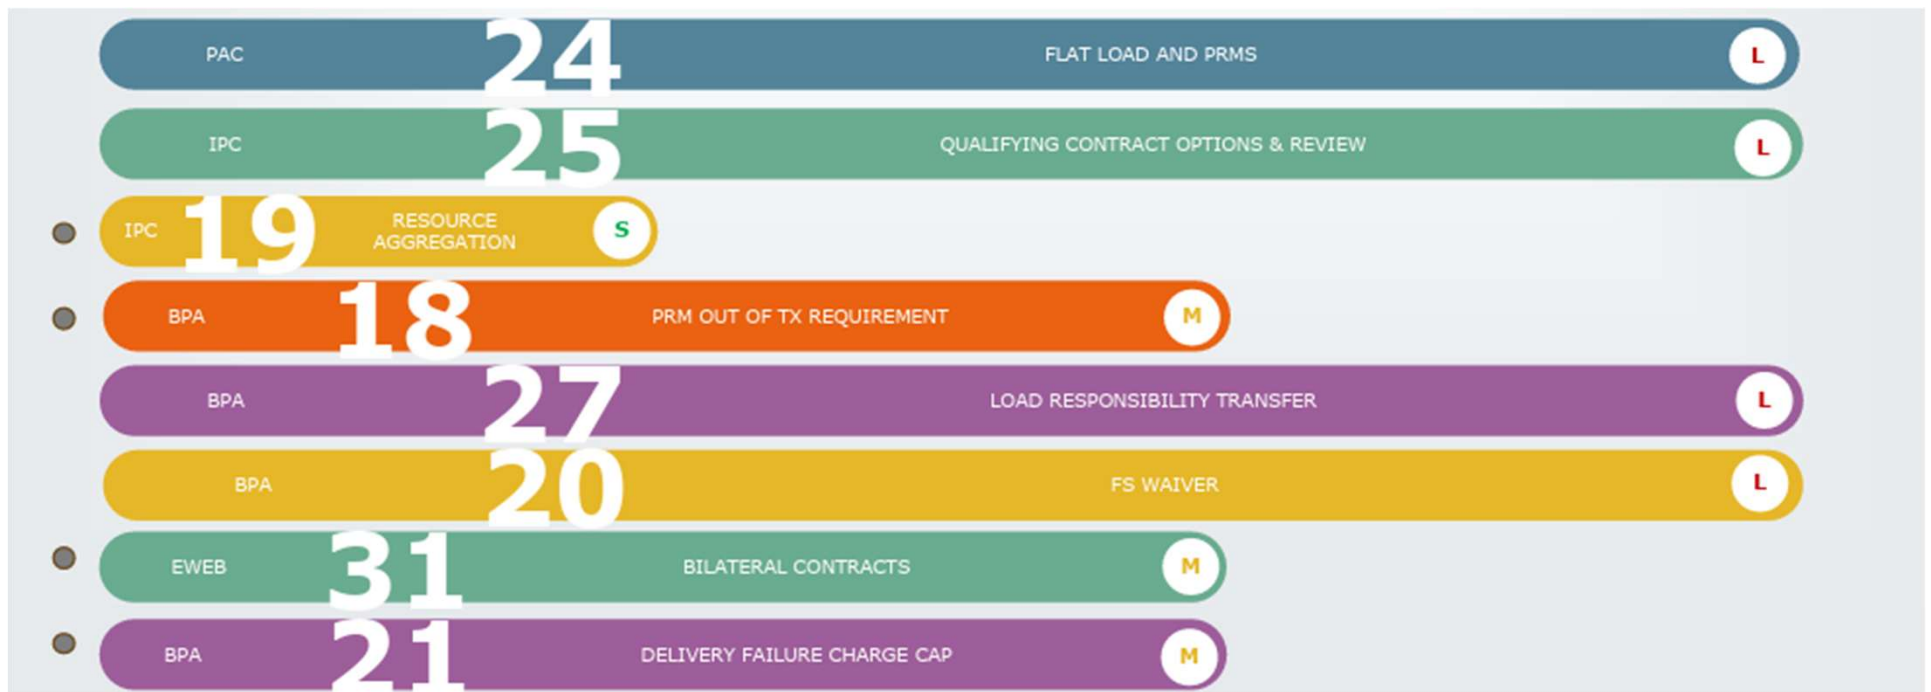 PAC 24 FLAT LOAD AND PRMS L
IPC 25 QUALIFYING CONTRACT OPTIONS & REVIEW L
IPC 19 RESOURCE
AGGREGATION S
BPA 18 PRM OUT OF TX REQUIREMENT M
BPA 27 LOAD RESPONSIBILITY TRANSFER L
BPA 20 FS WAIVER L
EWEB 31 BILATERAL CONTRACTS M
BPA 21 DELIVERY FAILURE CHARGE CAP M